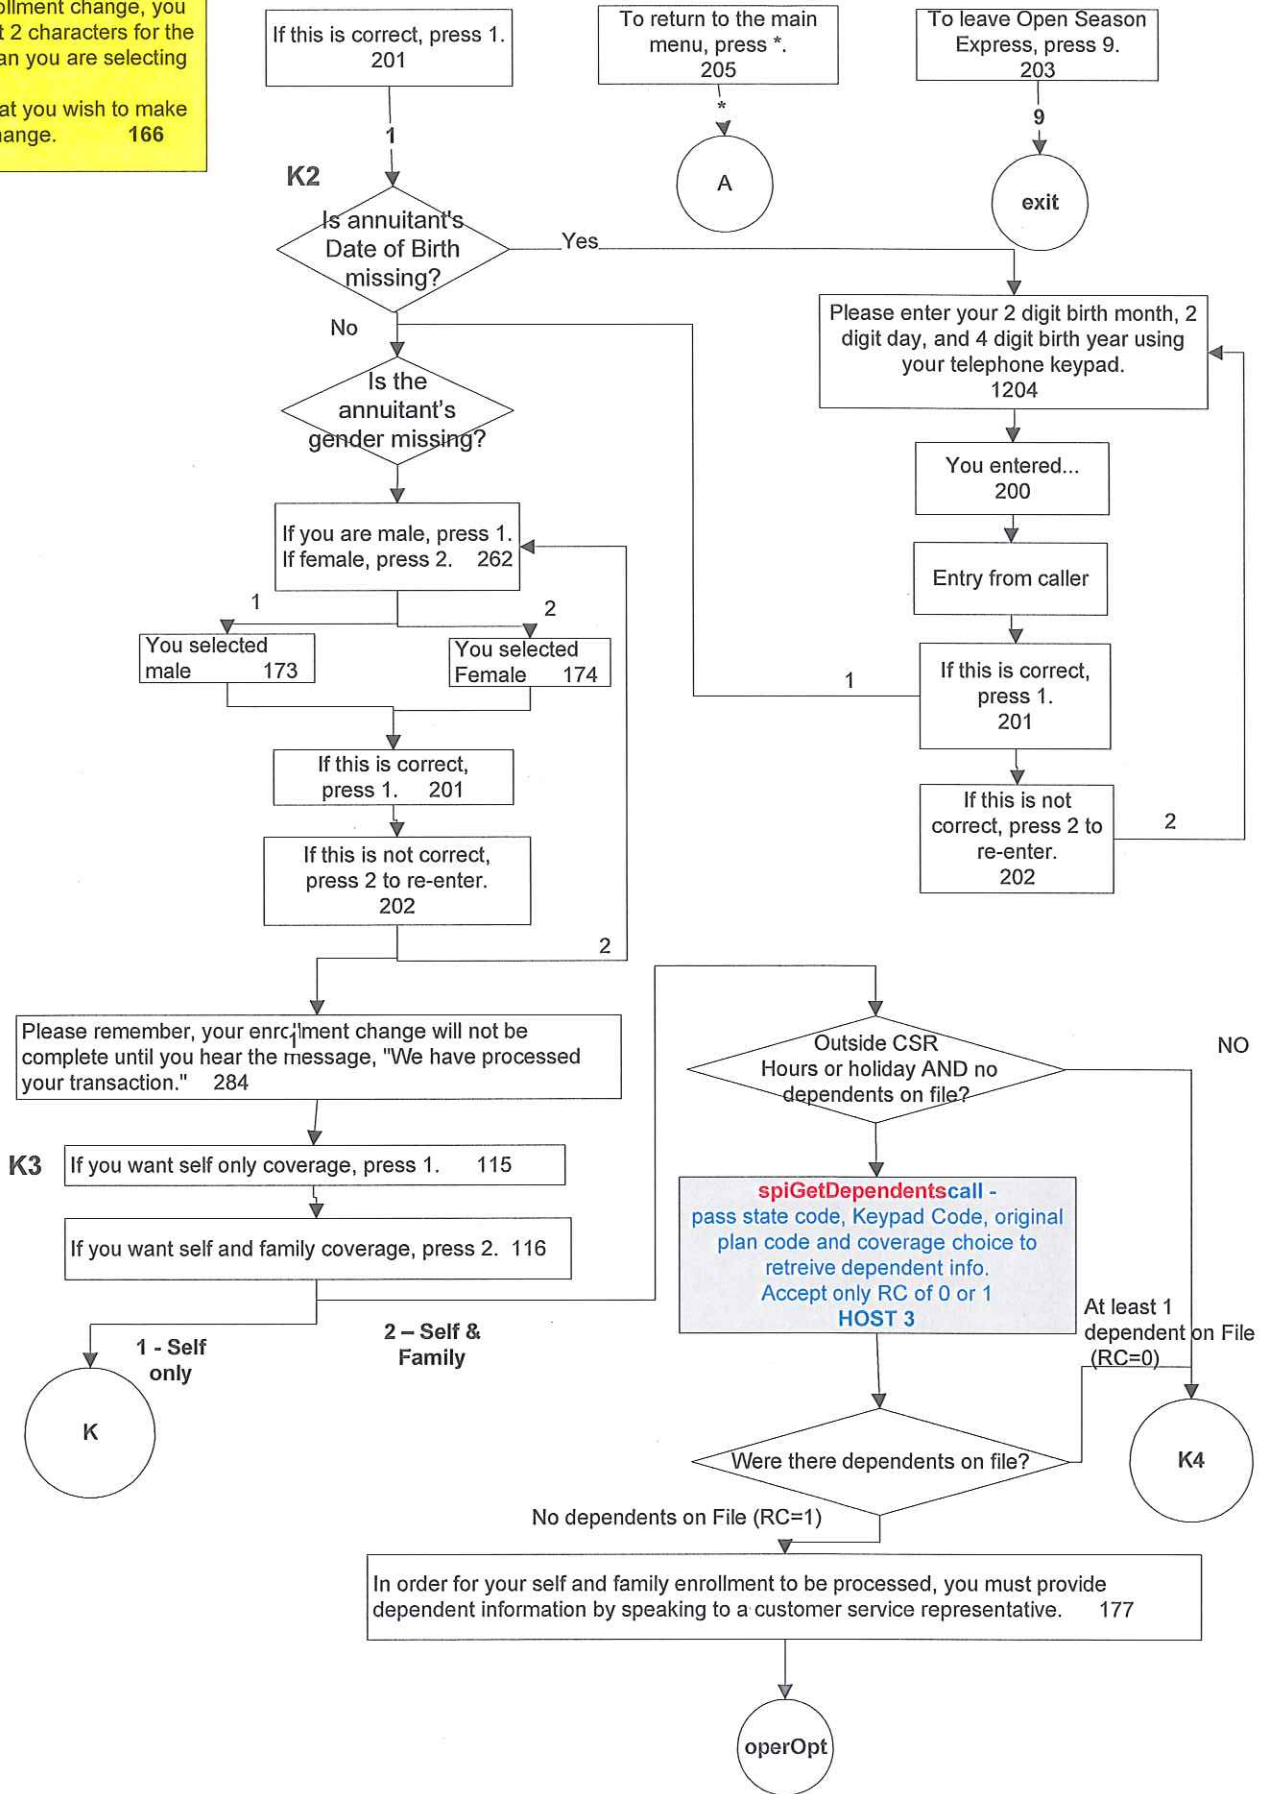 ollment change, you
t 2 characters for the
an you are selecting
at you wish to make
hange. 166
If this is correct, press 1.
201
1
To return to the main
menu, press *.
205
*
A
To leave Open Season
Express, press 9.
203
9
exit
K2
Is annuitant's
Date of Birth
missing?
Yes
No
Please enter your 2 digit birth month, 2
digit day, and 4 digit birth year using
your telephone keypad.
1204
Is the
annuitant's
gender missing?
You entered...
200
If you are male, press 1.
If female, press 2. 262
Entry from caller
1
2
You selected
male 173
You selected
Female 174
If this is correct,
press 1.
201
1
If this is correct,
press 1. 201
If this is not
correct, press 2 to
re-enter.
202
2
If this is not correct,
press 2 to re-enter.
202
2
Please remember, your enrollment change will not be
complete until you hear the message, "We have processed
your transaction." 284
1
Outside CSR
Hours or holiday AND no
dependents on file?
NO
K3
If you want self only coverage, press 1. 115
If you want self and family coverage, press 2. 116
spiGetDependentscall -
pass state code, Keypad Code, original
plan code and coverage choice to
retreive dependent info.
Accept only RC of 0 or 1
HOST 3
1 - Self
only
2 – Self &
Family
At least 1
dependent on File
(RC=0)
K
Were there dependents on file?
K4
No dependents on File (RC=1)
In order for your self and family enrollment to be processed, you must provide
dependent information by speaking to a customer service representative. 177
operOpt